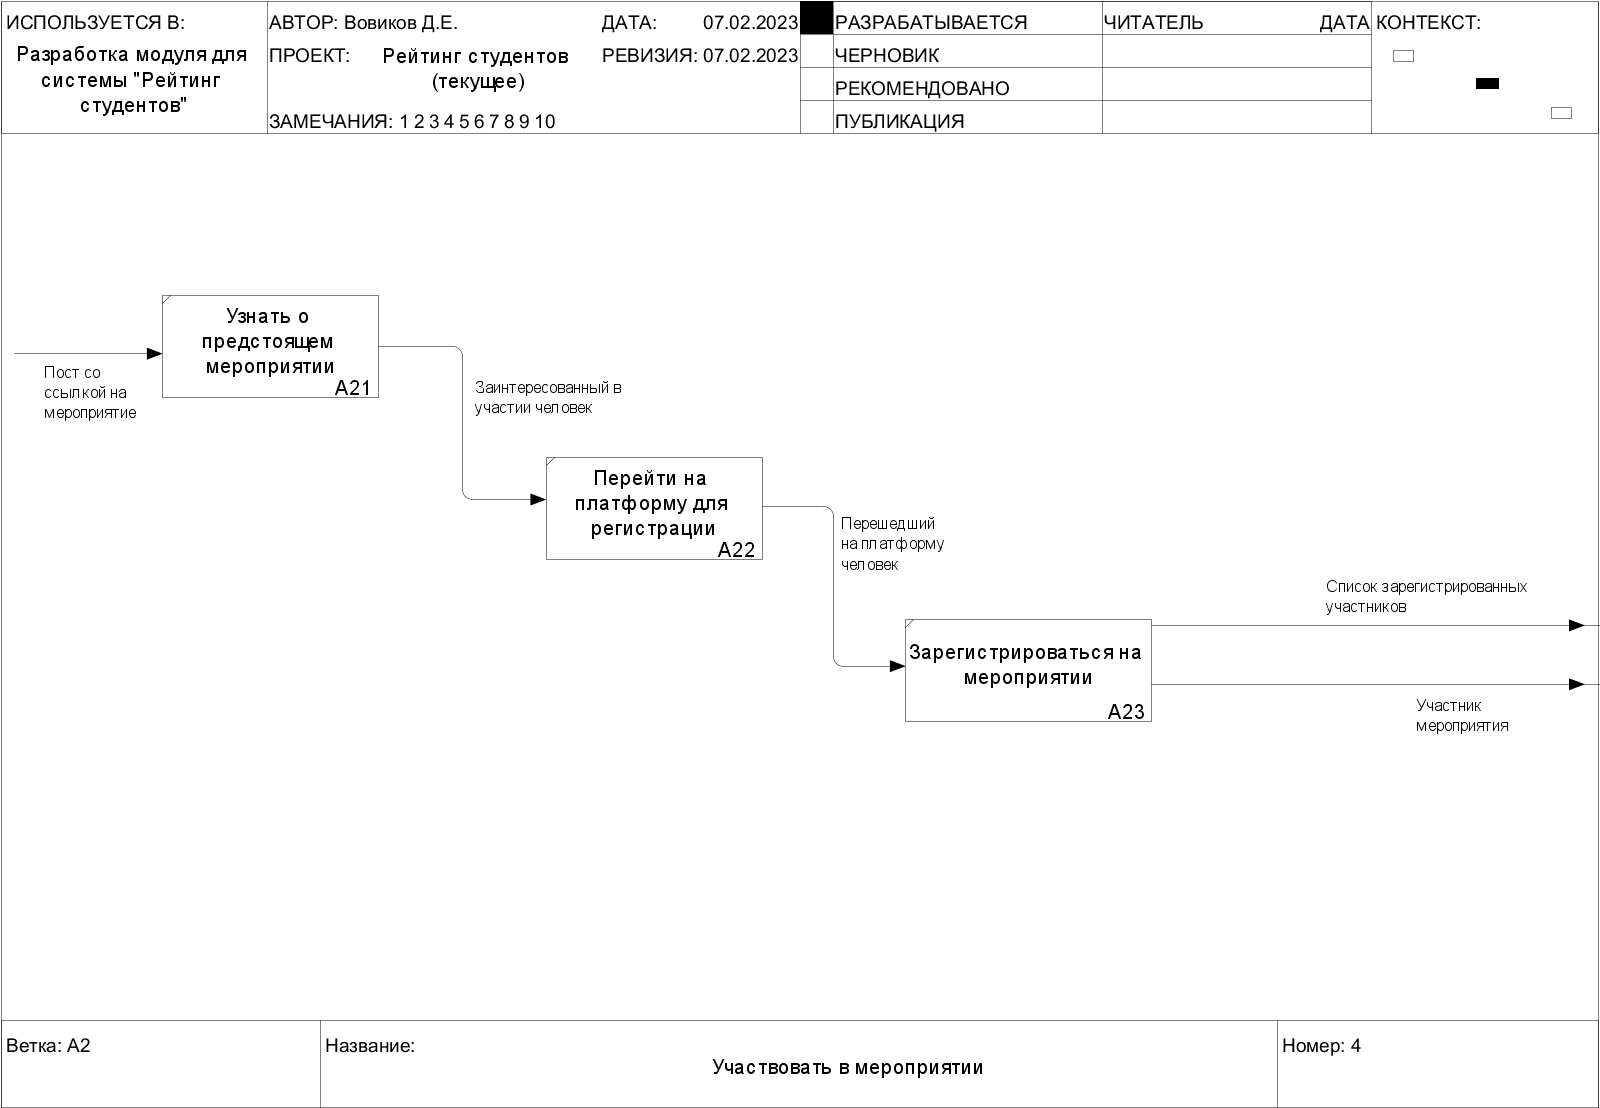 ИСПОЛЬЗУЕТСЯ В:
Разработка модуля для
системы "Рейтинг
студентов"
АВТОР: Вовиков Д.Е.
ДАТА: 07.02.2023
ПРОЕКТ: Рейтинг студентов
(текущее)
РЕВИЗИЯ: 07.02.2023
ЗАМЕЧАНИЯ: 1 2 3 4 5 6 7 8 9 10
РАЗРАБАТЫВАЕТСЯ
ЧЕРНОВИК
РЕКОМЕНДОВАНО
ПУБЛИКАЦИЯ
ЧИТАТЕЛЬ ДАТА
КОНТЕКСТ:
Узнать о
предстоящем
мероприятии
A21
Пост со
ссылкой на
мероприятие
Заинтересованный в
участии человек
Перейти на
платформу для
регистрации
A22
Перешедший
на платформу
человек
Зарегистрироваться на
мероприятии
A23
Список зарегистрированных
участников
Участник
мероприятия
Ветка: A2
Название:
Участвовать в мероприятии
Номер: 4